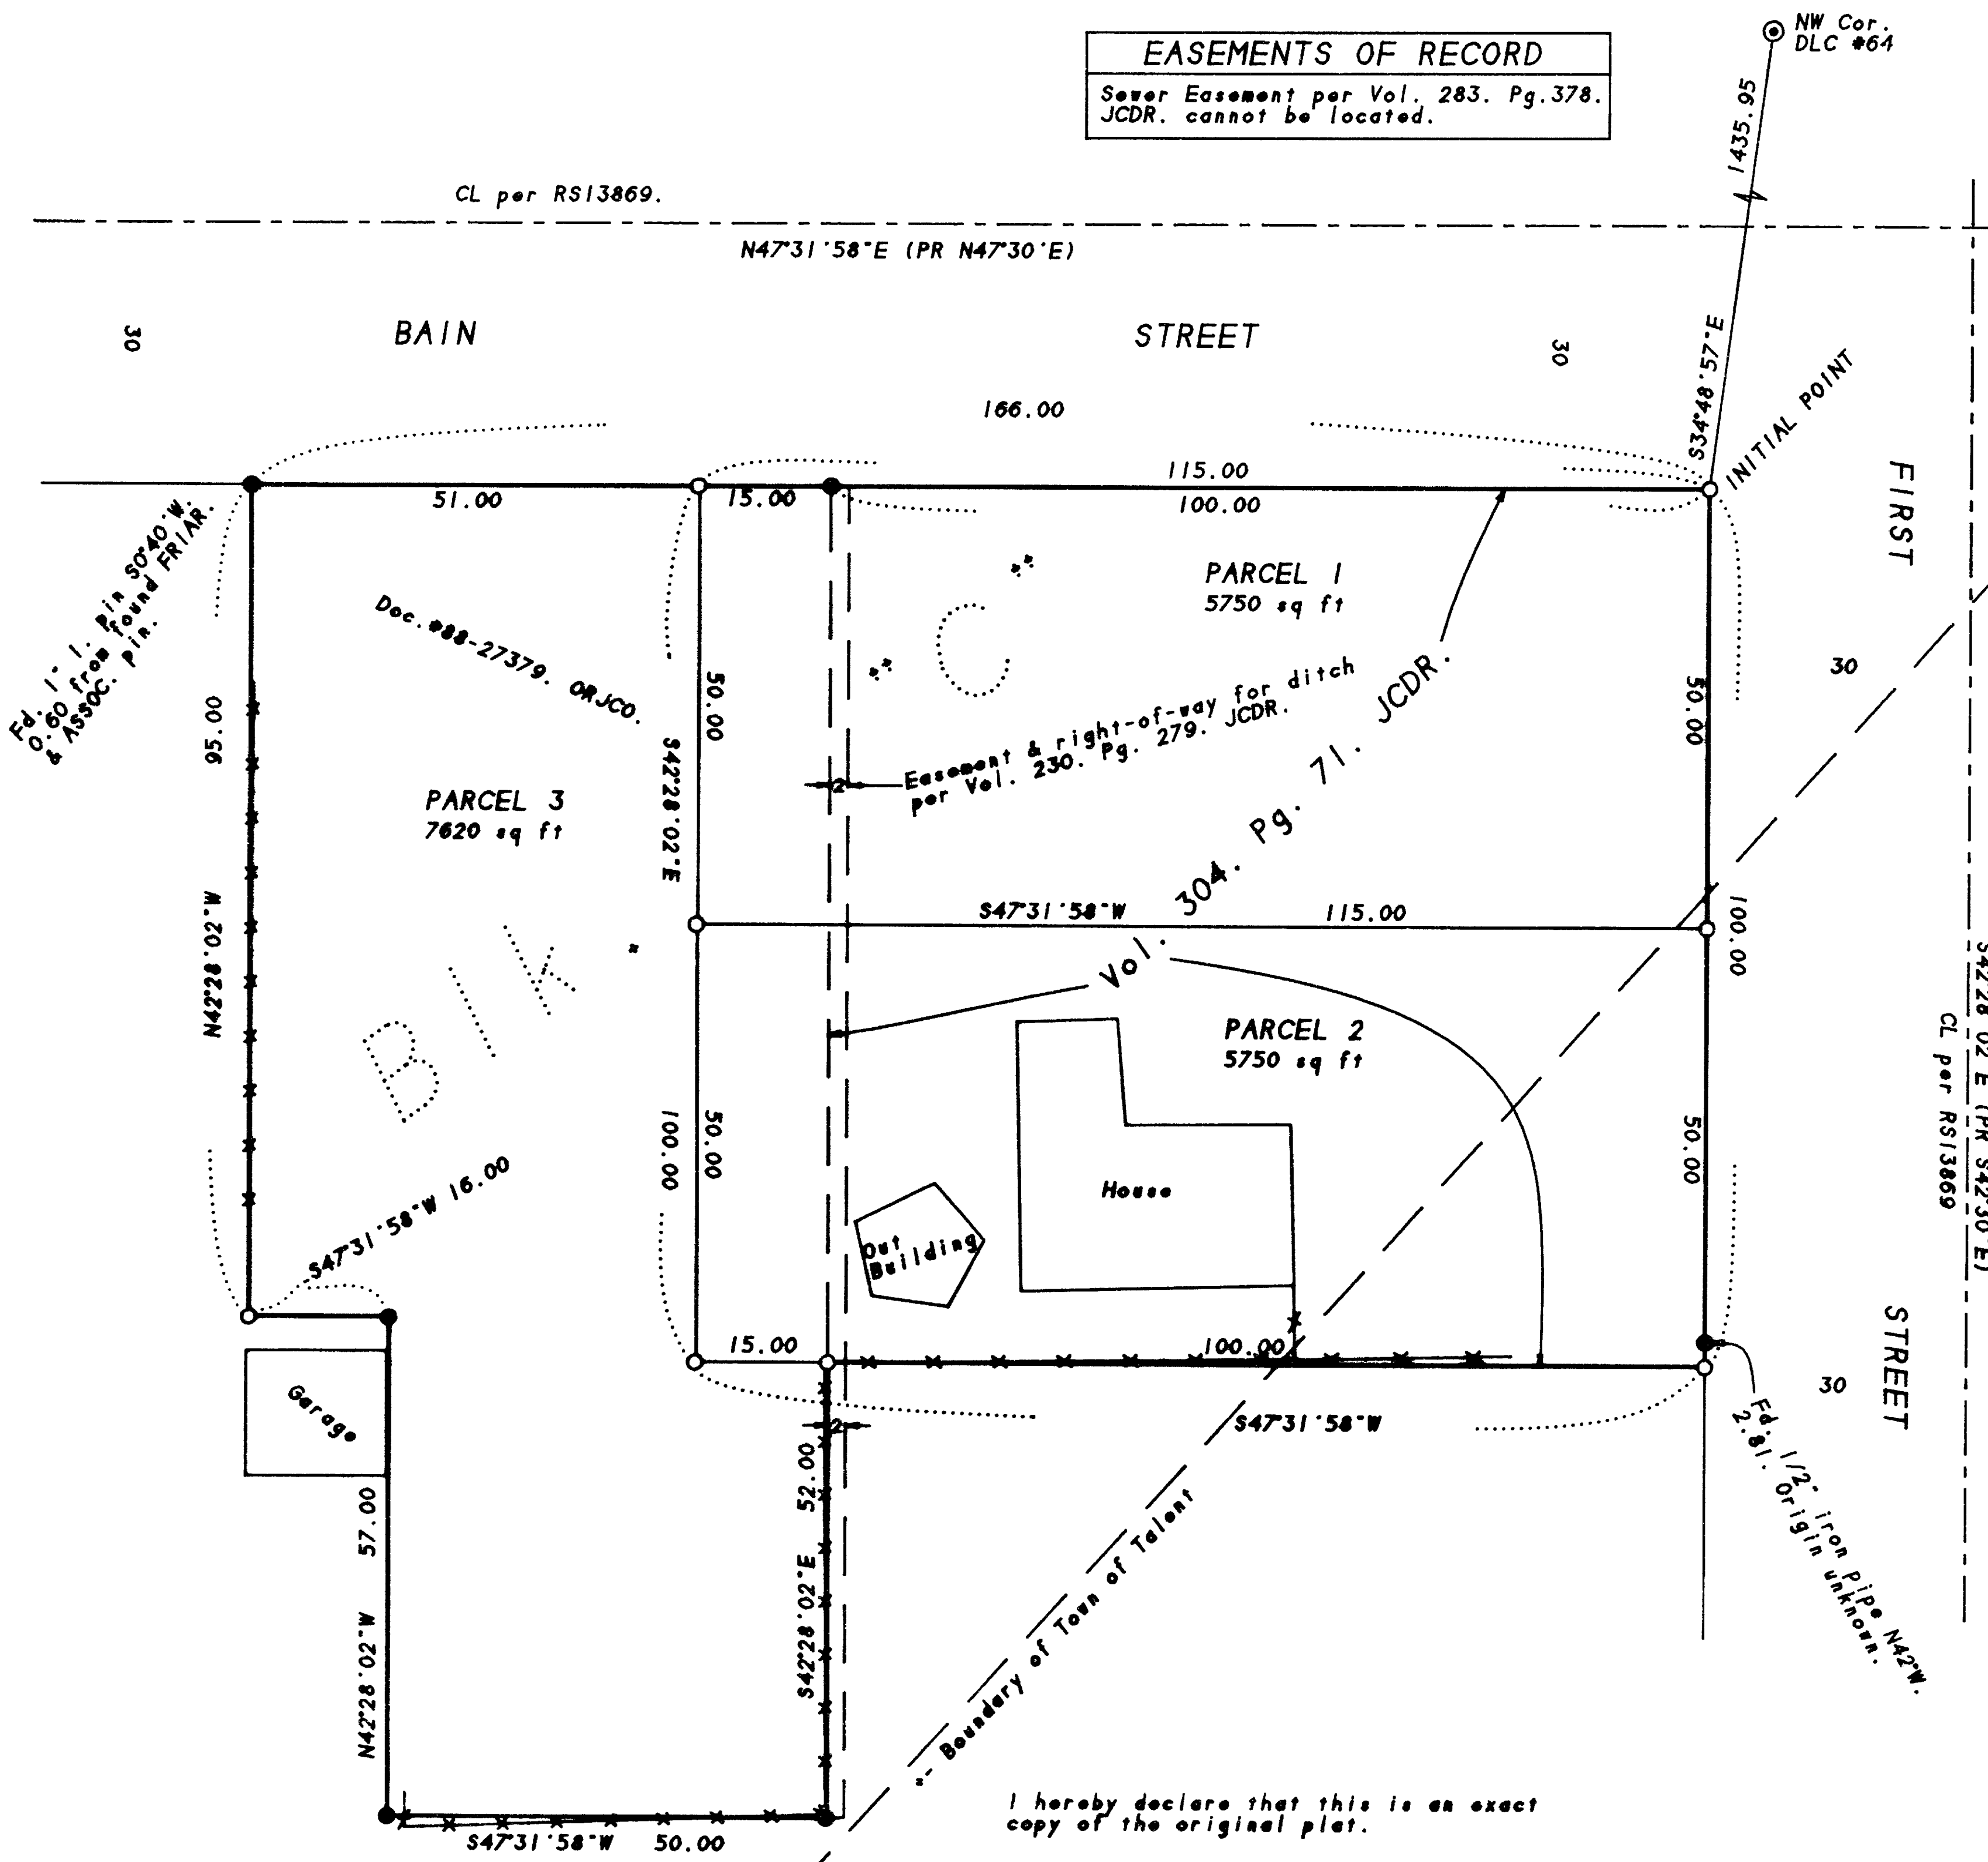 NW Cor.
DLC #64
EASEMENTS OF RECORD
Sewer Easement per Vol. 283. Pg.378.
JCDR. cannot be located.
1435.95
CL per RS13869.
N47°31'58"E (PR N47°30'E)
30
BAIN STREET
30
S34°48'57"E
INITIAL POINT
166.00
115.00
51.00
15.00
100.00
FIRST
Fd. 1" I. pin S0°40'W.
0.60 from found FRIAR.
& ASSOC. pin.
Doc. #88-27379. ORJCO.
C
PARCEL 1
5750 sq ft
30
95.00
50.00
50.00
Easement & right-of-way for ditch
per Vol. 230. Pg. 279. JCDR.
2
S42°28'02"E
PARCEL 3
7620 sq ft
Vol. 304. Pg. 71. JCDR.
N42°28'02"W
S47°31'58"W 115.00
100.00
S42°28'02"E (PR S42°30'E)
CL per RS13869
Blk
PARCEL 2
5750 sq ft
100.00
50.00
50.00
House
S47°31'58"W 16.00
Out
Building
15.00
100.00
STREET
30
Garage
2
S47°31'58"W
Fd. 1/2" iron pipe N42°W.
2.81. Origin unknown.
57.00
N42°28'02"W
52.00
S42°28'02"E
Boundary of Town of Talent
I hereby declare that this is an exact
copy of the original plat.
S47°31'58"W 50.00